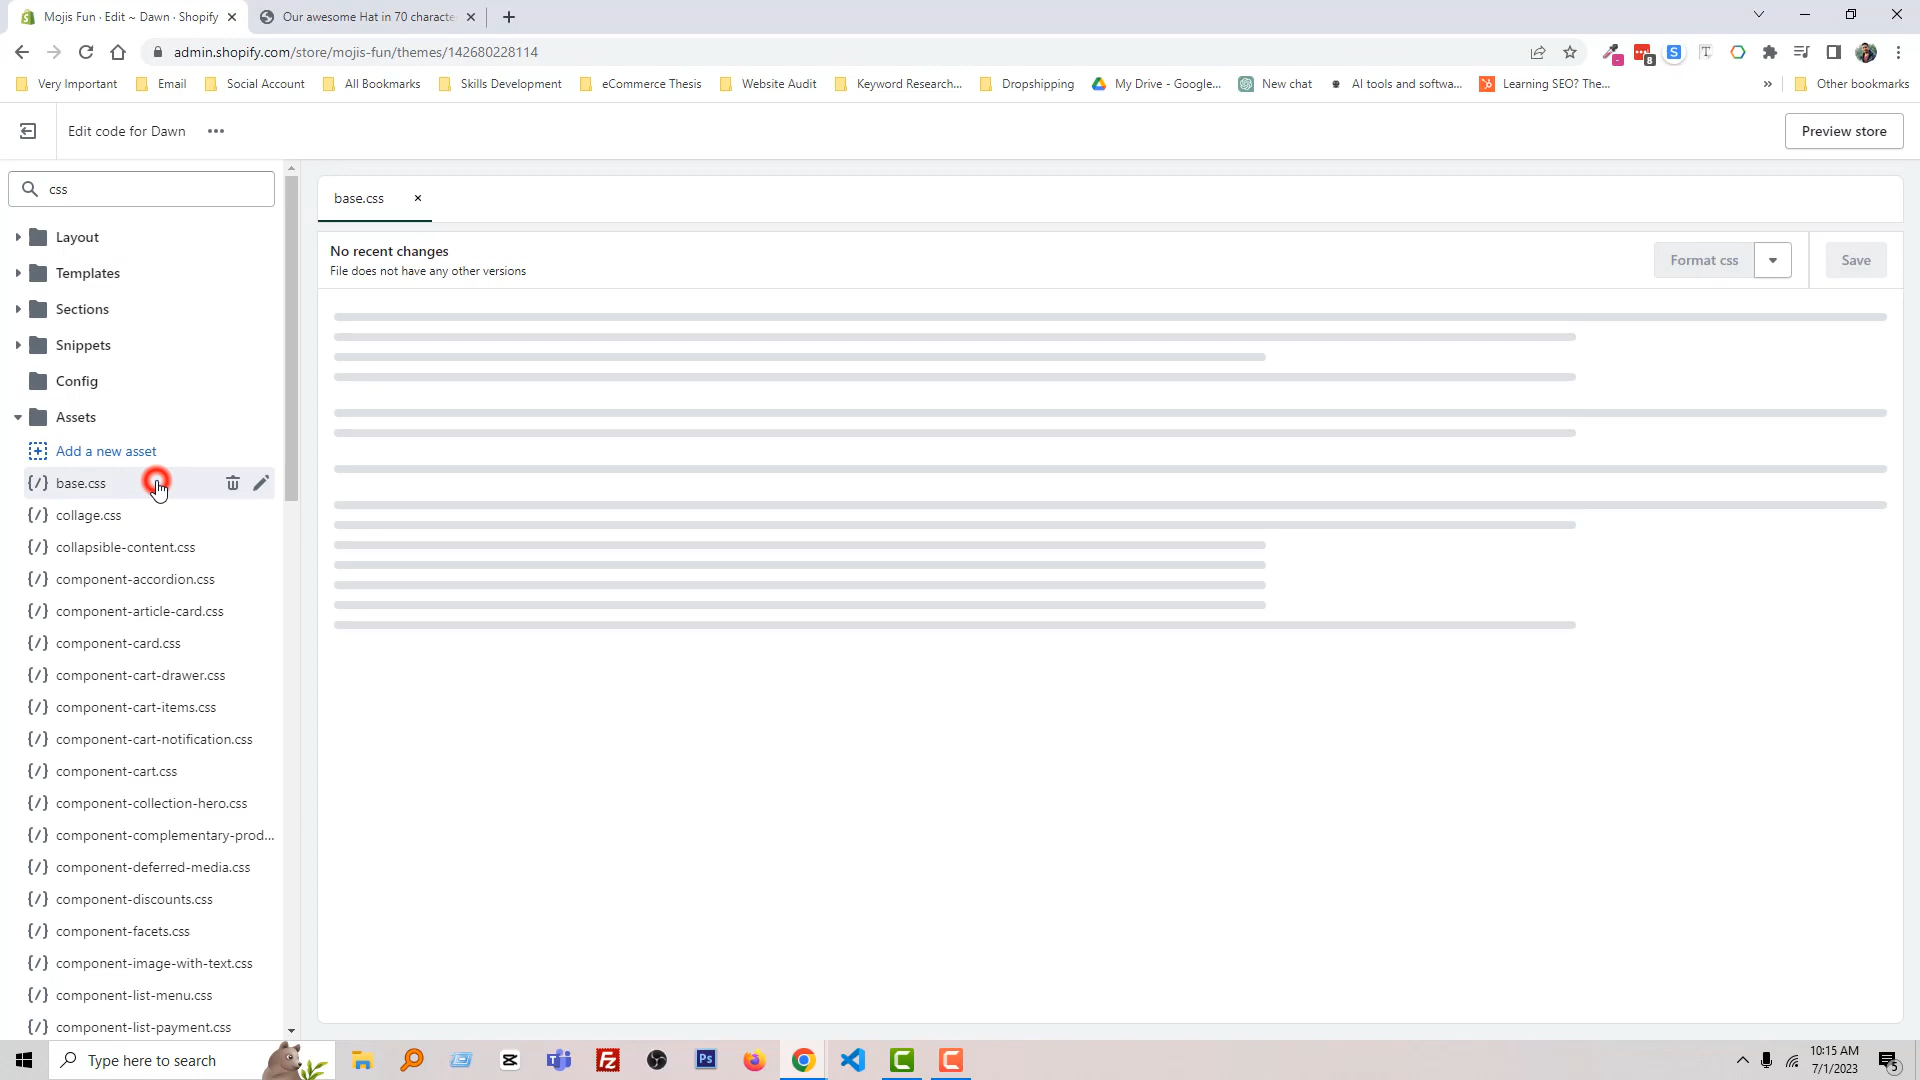 Mojis Fun · Edit ~ Dawn · Shopify
Our awesome Hat in 70 characte
admin.shopify.com/store/mojis-fun/themes/142680228114
8
Very Important
Email
Social Account
All Bookmarks
Skills Development
eCommerce Thesis
Website Audit
Keyword Research...
Dropshipping
My Drive - Google...
New chat
AI tools and softwa...
Learning SEO? The...
»
Other bookmarks
Edit code for Dawn
Preview store
css
base.css
Layout
Templates
Sections
Snippets
Config
Assets
Add a new asset
base.css
collage.css
collapsible-content.css
component-accordion.css
component-article-card.css
component-card.css
component-cart-drawer.css
component-cart-items.css
component-cart-notification.css
component-cart.css
component-collection-hero.css
component-complementary-prod...
component-deferred-media.css
component-discounts.css
component-facets.css
component-image-with-text.css
component-list-menu.css
component-list-payment.css
No recent changes
File does not have any other versions
Format css
Save
Type here to search
Ps
10:15 AM
7/1/2023
5